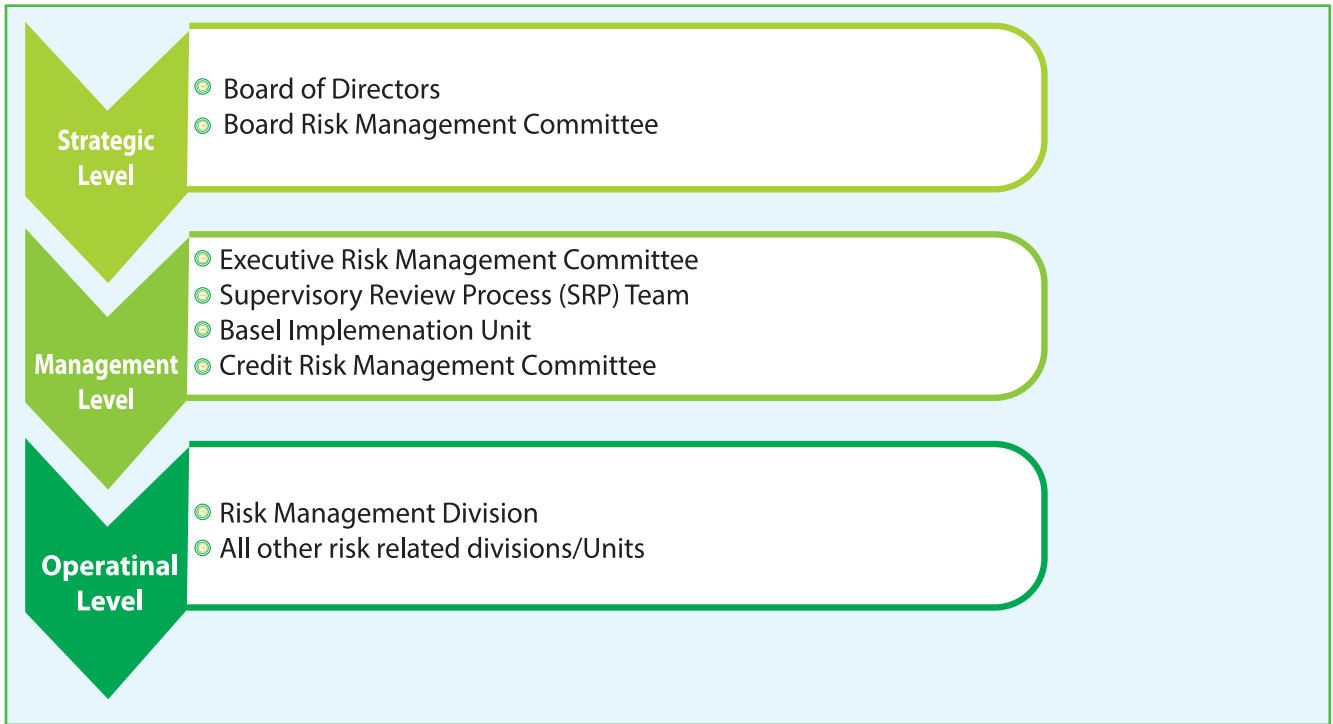 Strategic
Level
Board of Directors
Board Risk Management Committee
Management
Level
Executive Risk Management Committee
Supervisory Review Process (SRP) Team
Basel Implemenation Unit
Credit Risk Management Committee
Operatinal
Level
Risk Management Division
All other risk related divisions/Units